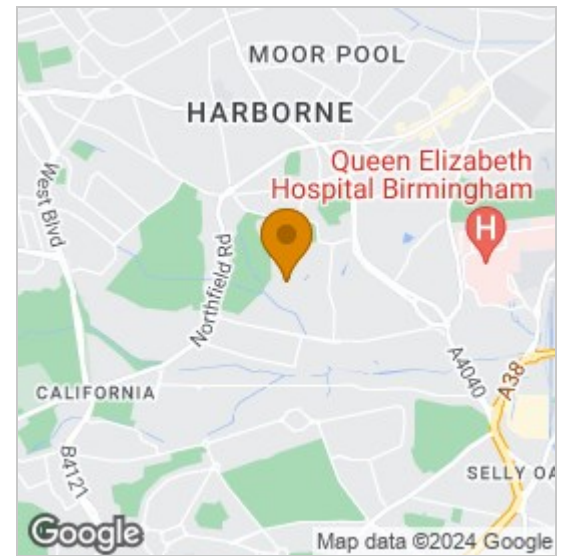 MOOR POOL
HARBORNE
Queen Elizabeth
Hospital Birmingham
H
West Blvd
Northfield Rd
A4040
A38
CALIFORNIA
B4121
SELLY OA
Google
Map data ©2024 Google